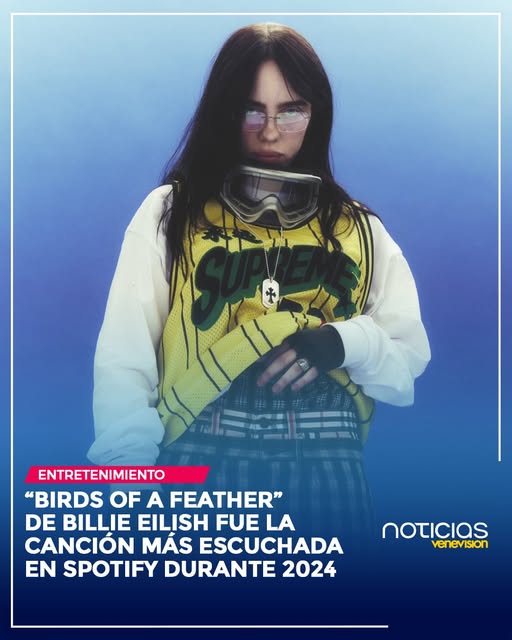 SUPREME
ENTRETENIMIENTO
“BIRDS OF A FEATHER”
DE BILLIE EILISH FUE LA
CANCIÓN MÁS ESCUCHADA
EN SPOTIFY DURANTE 2024
noticias
venevision